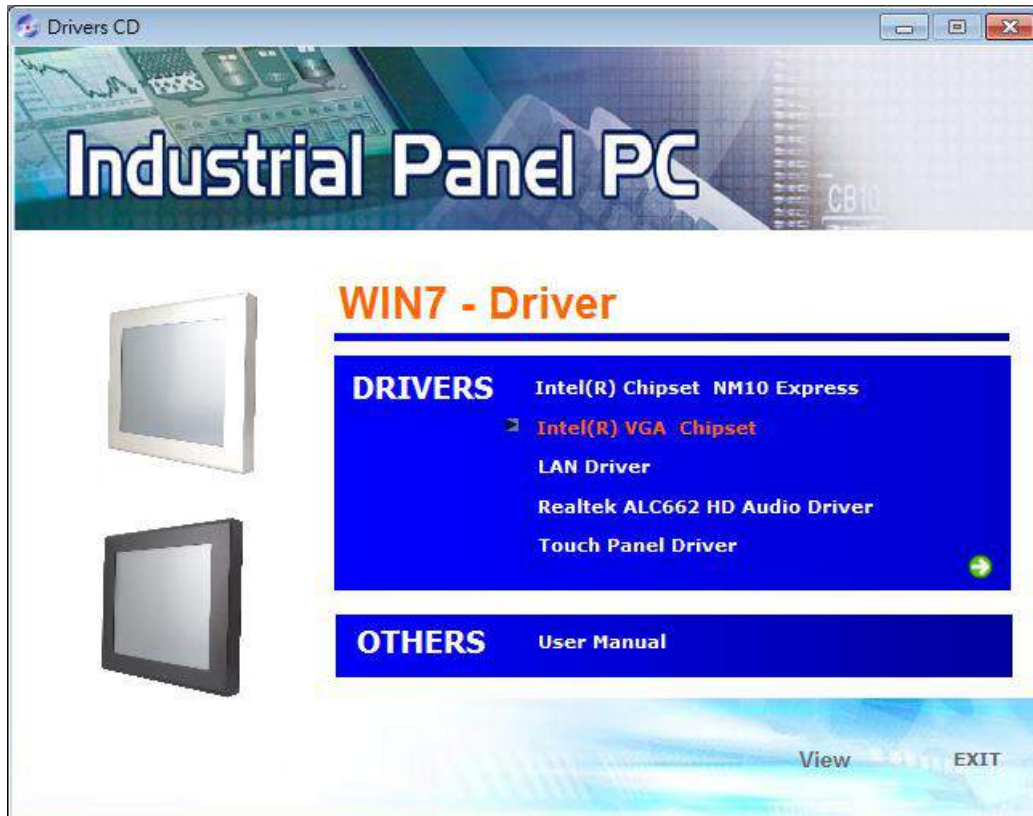 Drivers CD
Industrial Panel PC
CB10
WIN7 - Driver
DRIVERS
Intel(R) Chipset NM10 Express
Intel(R) VGA Chipset
LAN Driver
Realtek ALC662 HD Audio Driver
Touch Panel Driver
OTHERS
User Manual
View
EXIT